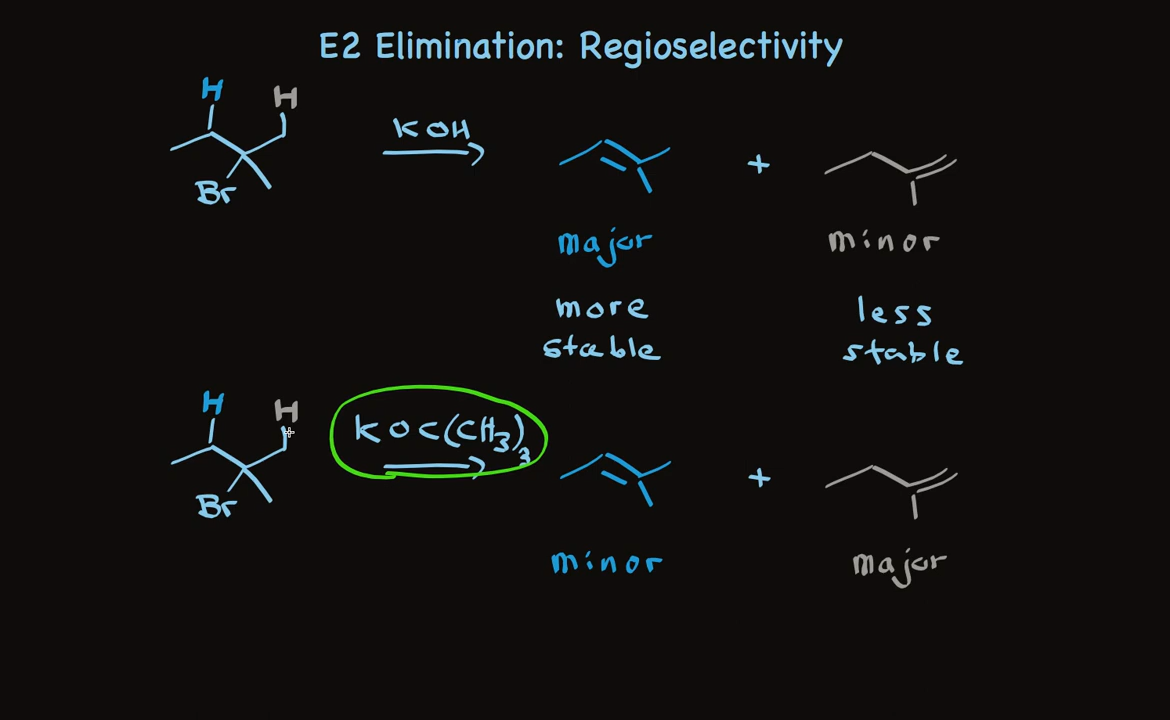 E2 Elimination: Regioselectivity
H H
KOH
Br
+
major minor
more less
stable stable
H H
KOC(CH3)3
Br
+
minor major